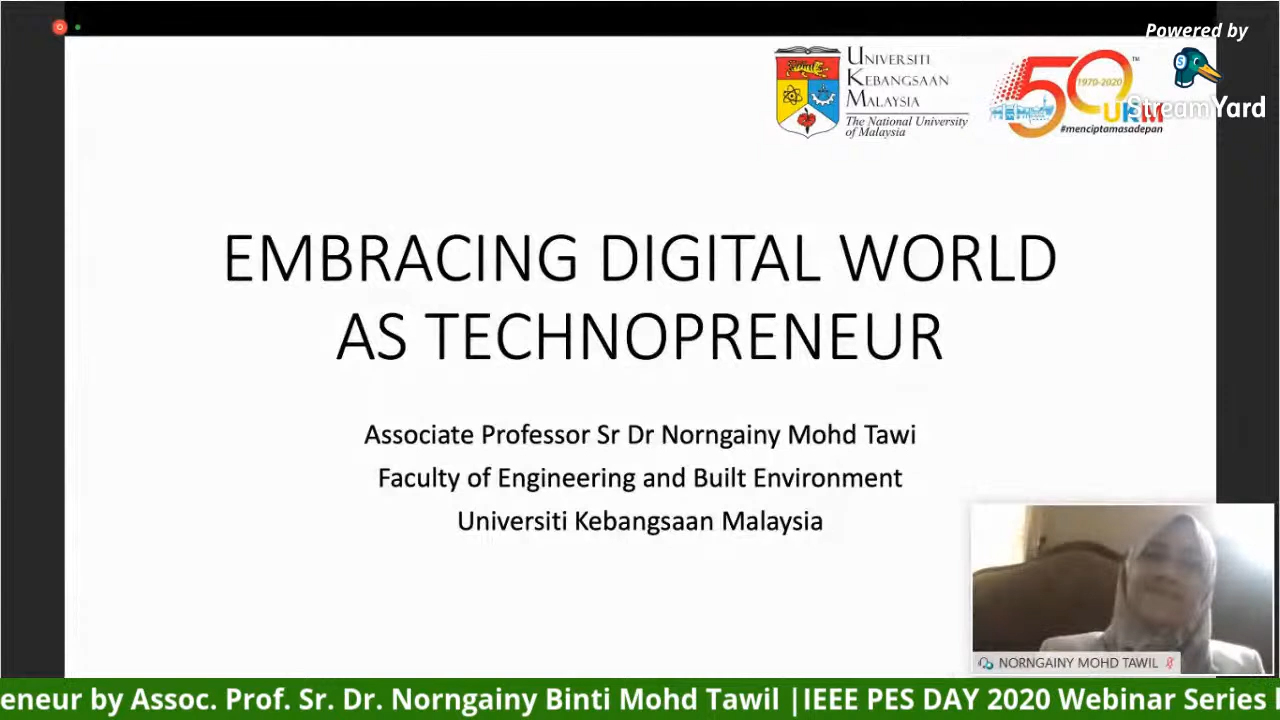 Powered by
StreamYard
UNIVERSITI
KEBANGSAAN
MALAYSIA
The National University
of Malaysia
50
1970-2020
TM
UKM
#menciptamasadepan
EMBRACING DIGITAL WORLD
AS TECHNOPRENEUR
Associate Professor Sr Dr Norngainy Mohd Tawi
Faculty of Engineering and Built Environment
Universiti Kebangsaan Malaysia
NORNGAINY MOHD TAWIL
eneur by Assoc. Prof. Sr. Dr. Norngainy Binti Mohd Tawil |IEEE PES DAY 2020 Webinar Series